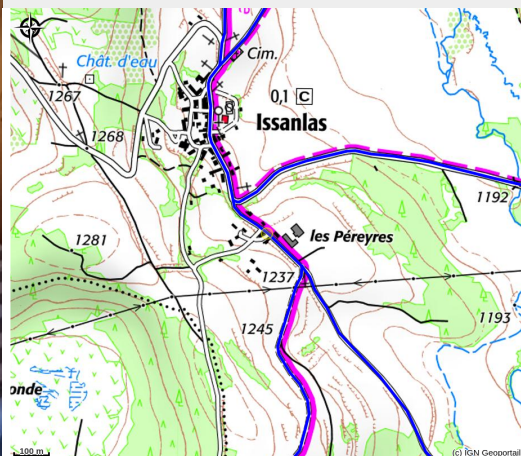 Cim.
Chât. d'eau
1267
0,1 C
Issanlas
1268
1192
1281
les Péreyres
1237
1245
1193
onde
100 m
(c) IGN Geoportail